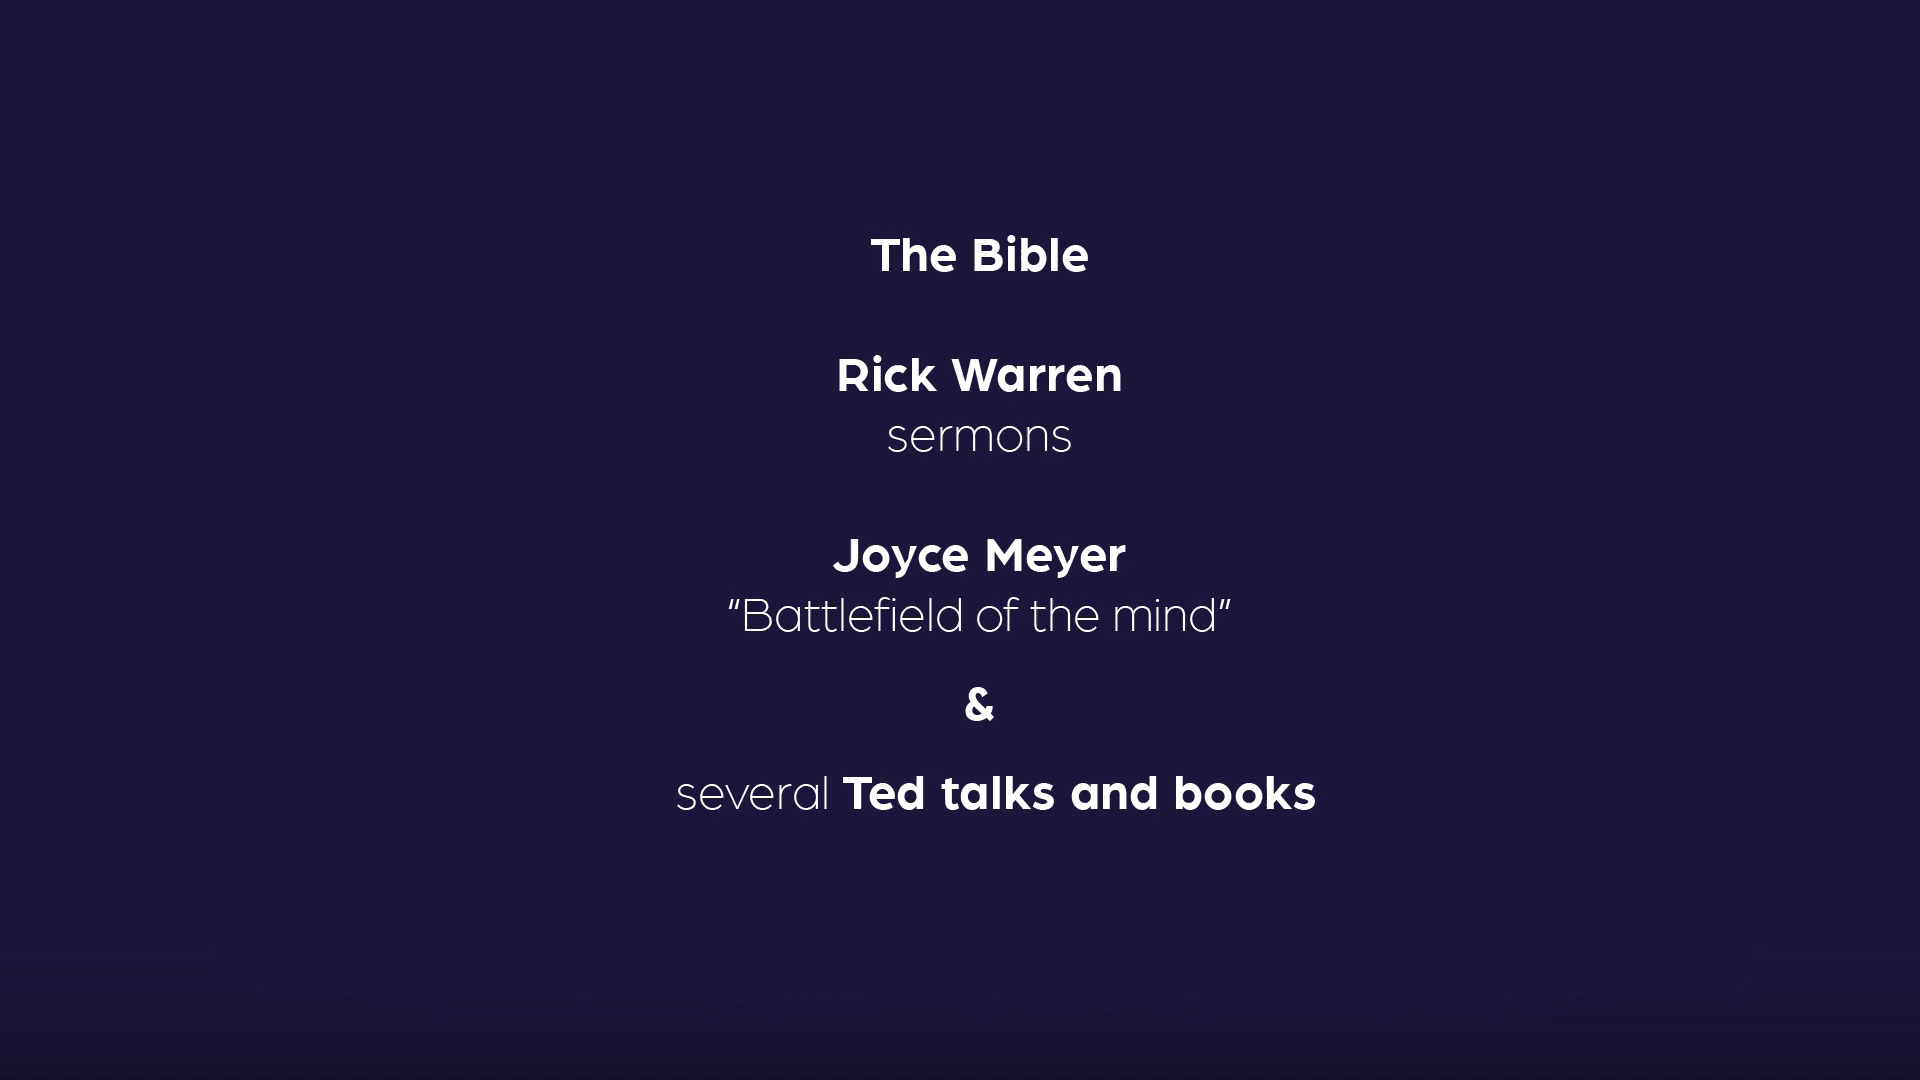 The Bible
Rick Warren
sermons
Joyce Meyer
“Battlefield of the mind”
&
several Ted talks and books